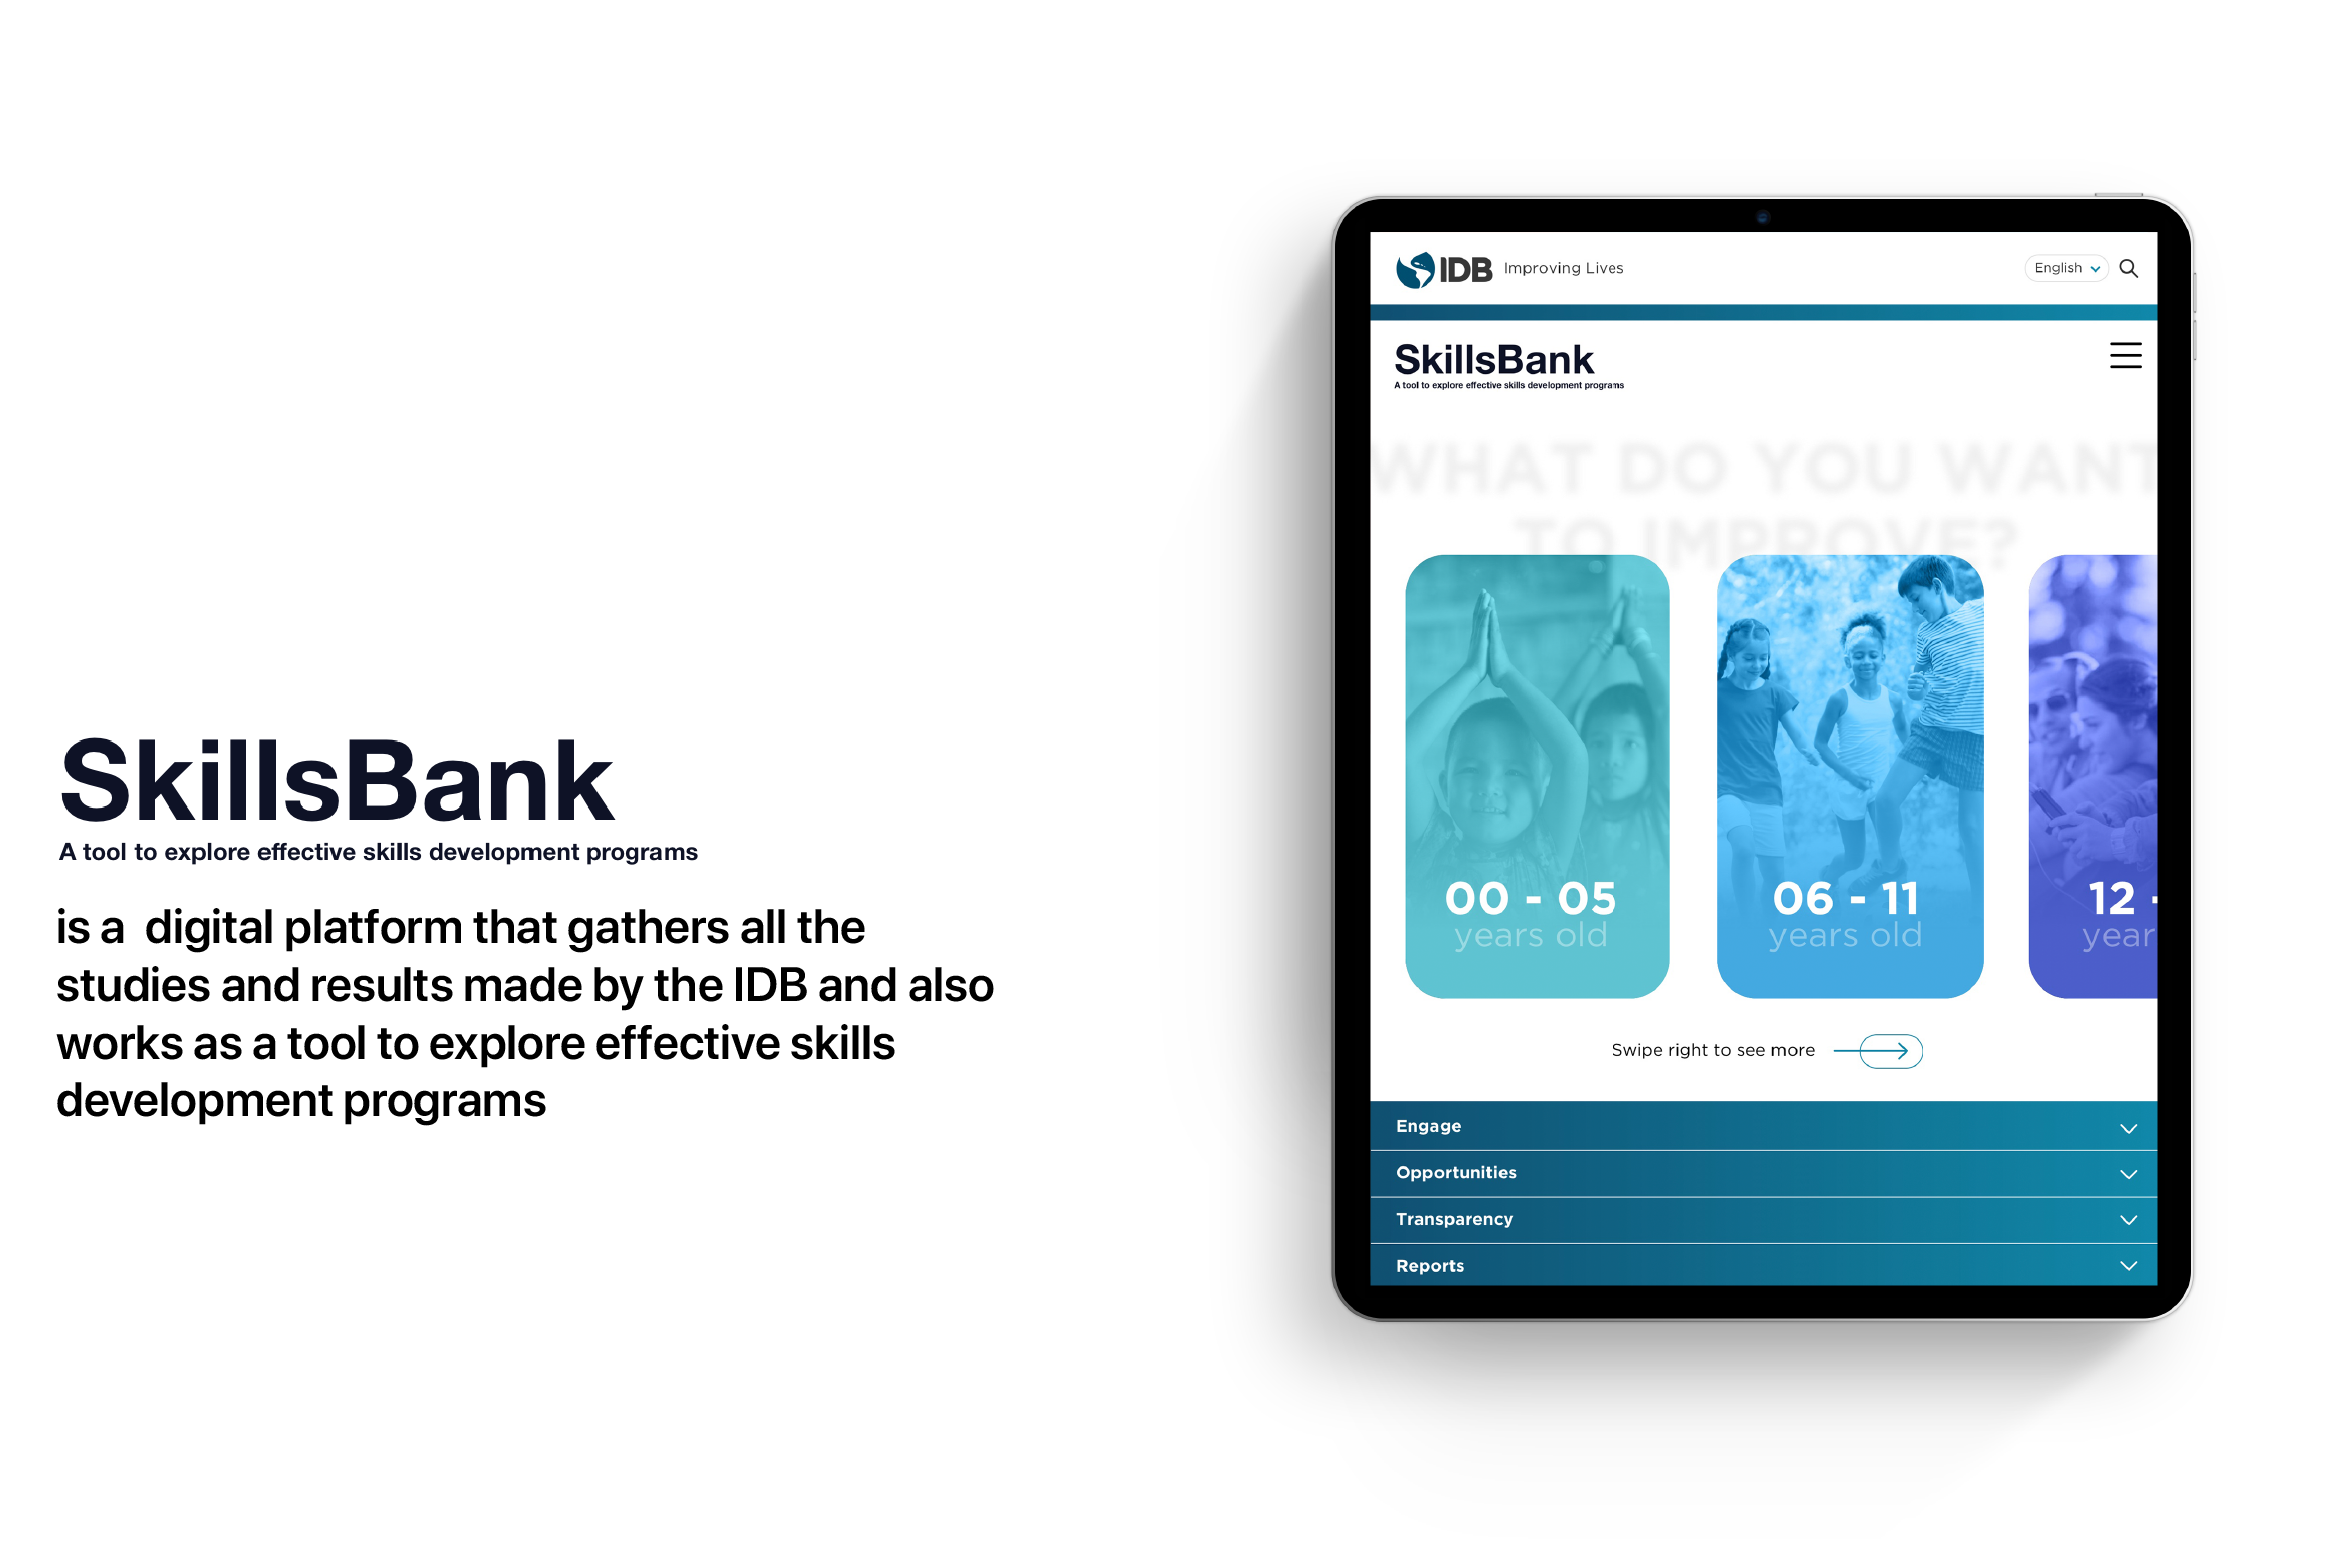 SkillsBank
A tool to explore effective skills development programs
is a  digital platform that gathers all the
studies and results made by the IDB and also
works as a tool to explore effective skills
development programs
IDB Improving Lives
English
SkillsBank
A tool to explore effective skills development programs
WHAT DO YOU WANT
TO IMPROVE?
00 - 05
years old
06 - 11
years old
12 -
year
Swipe right to see more
Engage
Opportunities
Transparency
Reports